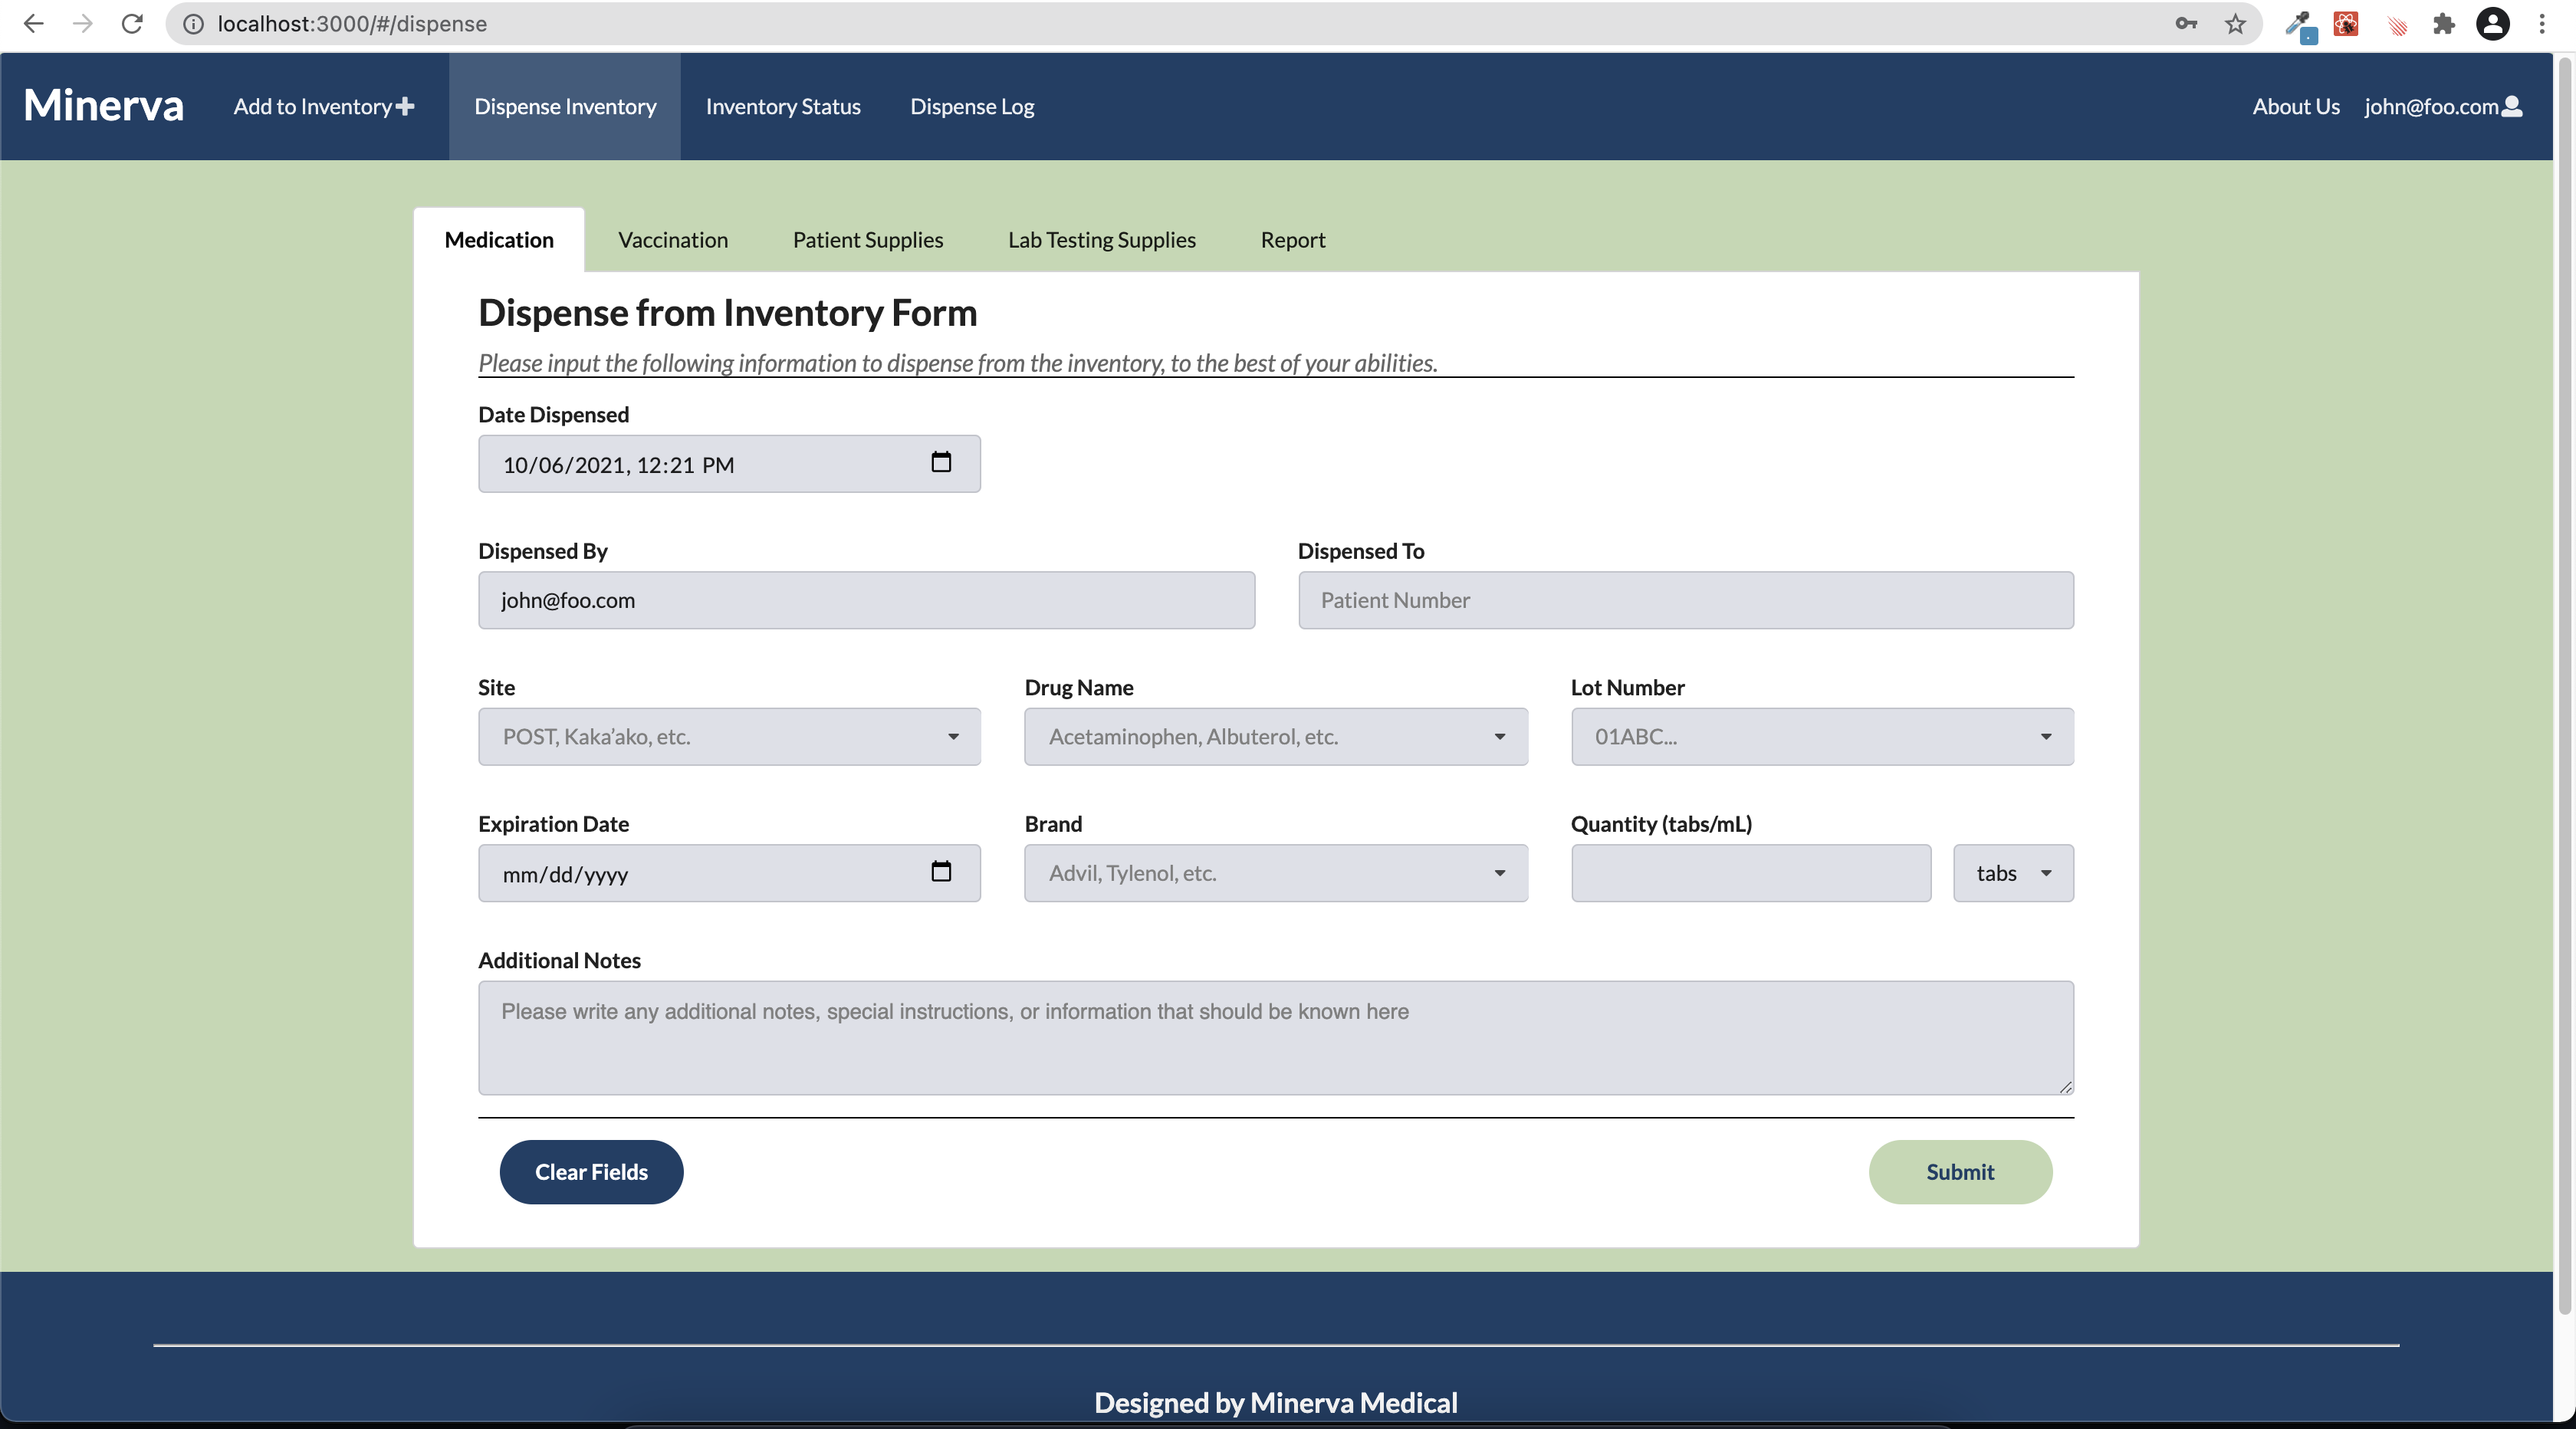 localhost:3000/#/dispense
Minerva Add to Inventory Dispense Inventory Inventory Status Dispense Log About Us john@foo.com
Medication Vaccination Patient Supplies Lab Testing Supplies Report
Dispense from Inventory Form
Please input the following information to dispense from the inventory, to the best of your abilities.
Date Dispensed
10/06/2021, 12:21 PM
Dispensed By Dispensed To
john@foo.com Patient Number
Site Drug Name Lot Number
POST, Kaka’ako, etc. Acetaminophen, Albuterol, etc. 01ABC...
Expiration Date Brand Quantity (tabs/mL)
mm/dd/yyyy Advil, Tylenol, etc. tabs
Additional Notes
Please write any additional notes, special instructions, or information that should be known here
Clear Fields Submit
Designed by Minerva Medical